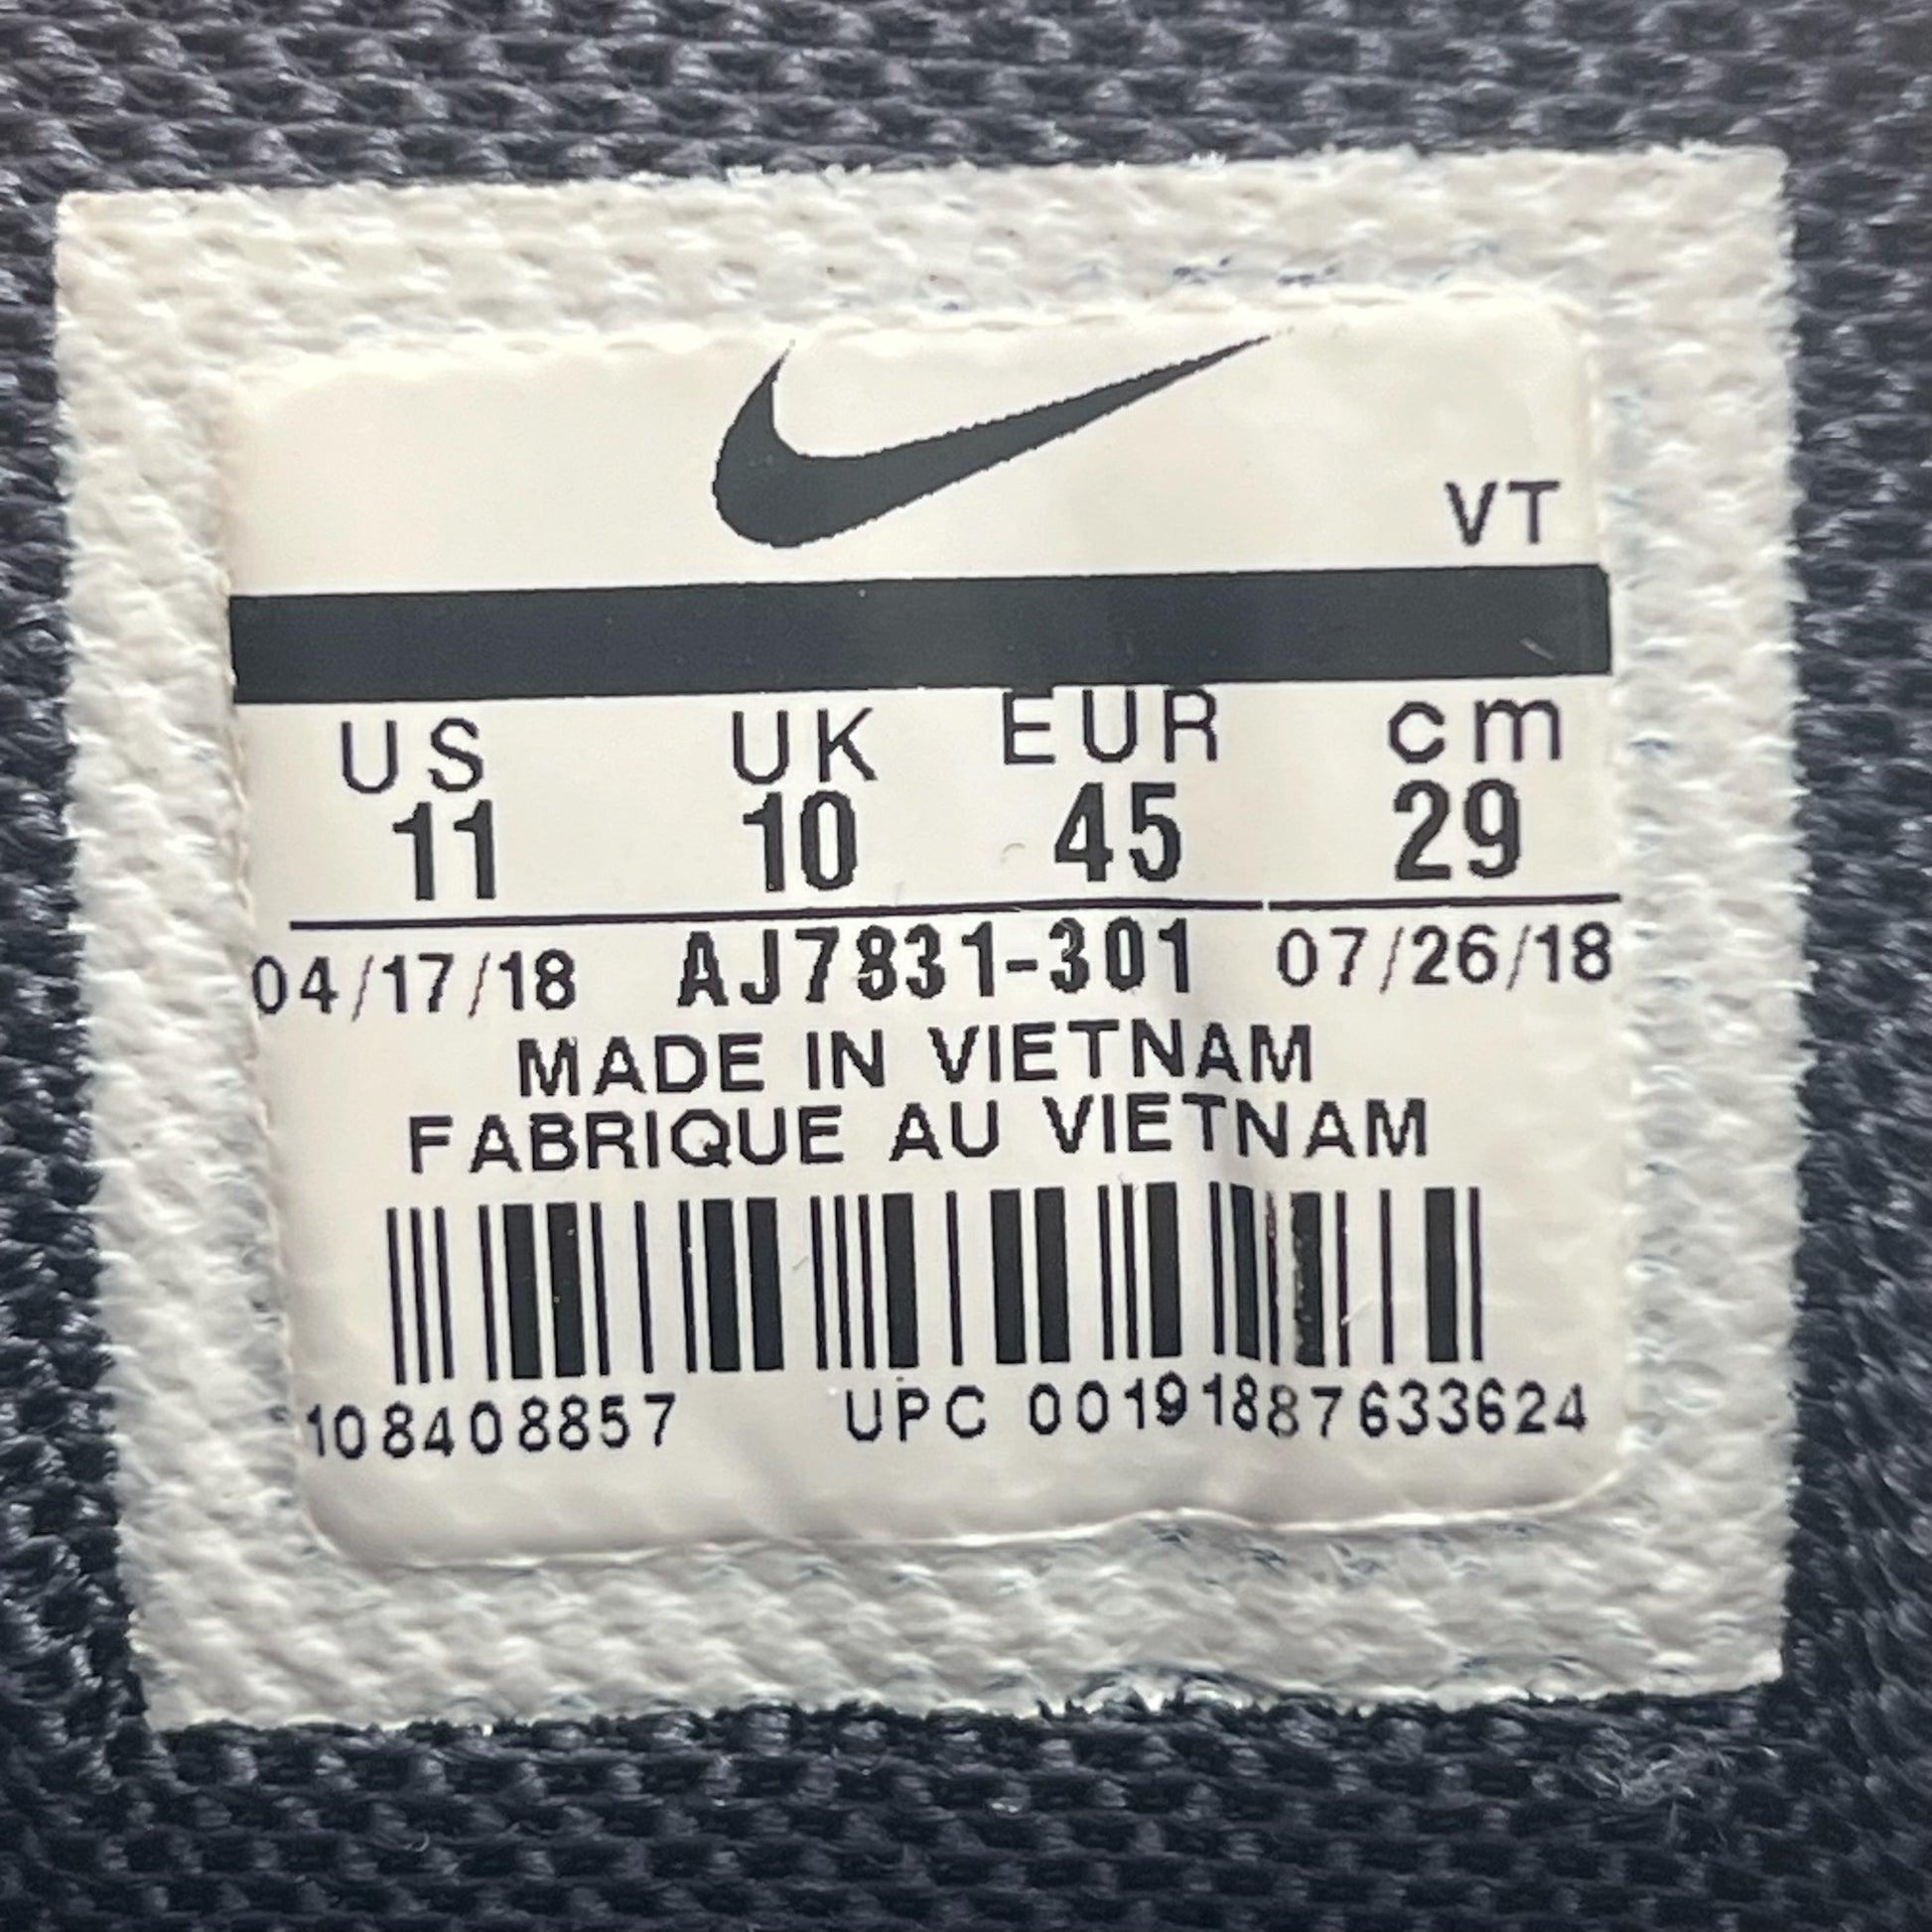 VT
US UK EUR cm
11 10 45 29
04/17/18 AJ7831-301 07/26/18
MADE IN VIETNAM
FABRIQUE AU VIETNAM
108408857 UPC 00191887633624